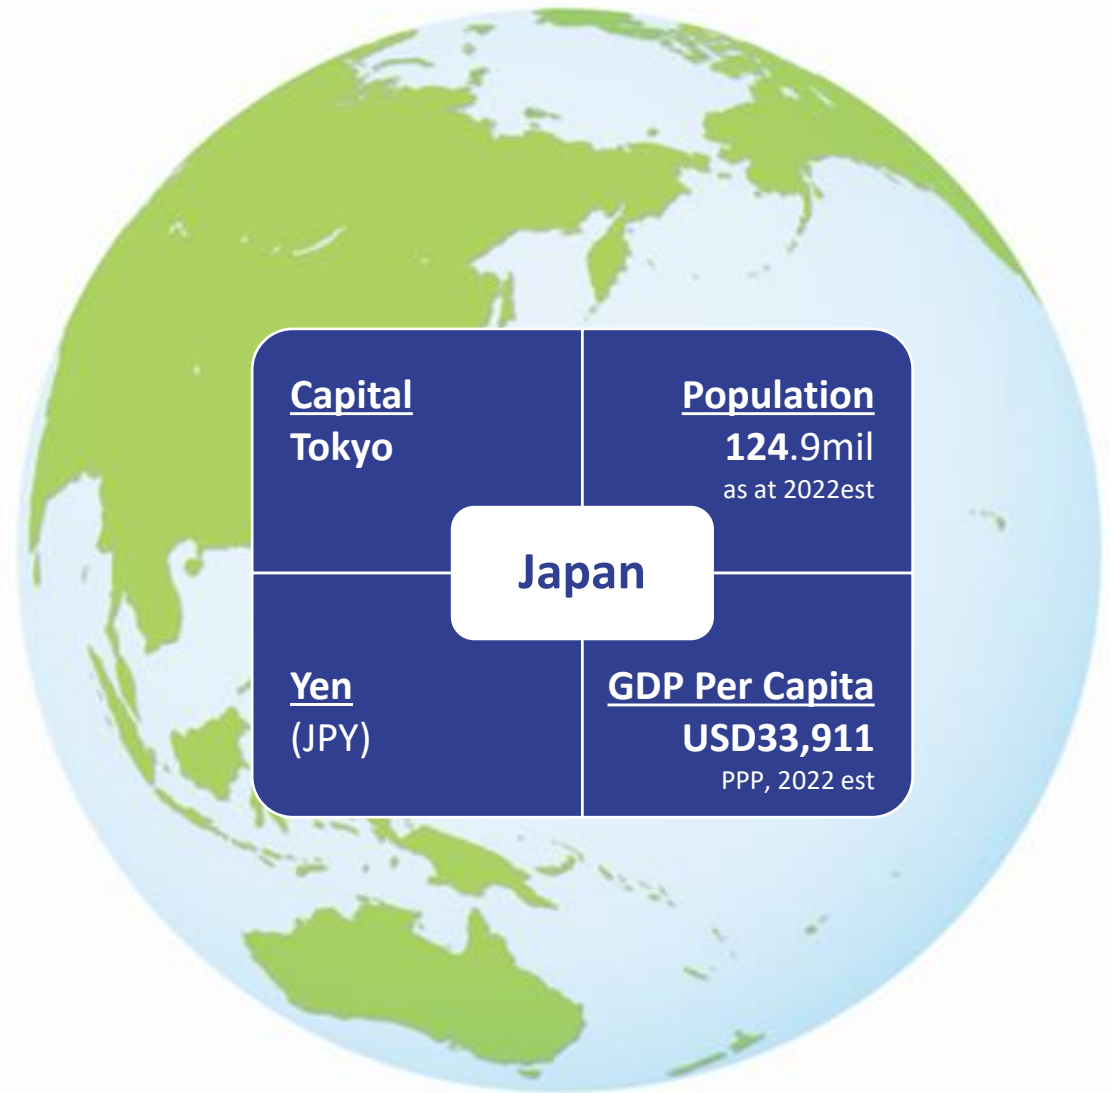 Capital
Tokyo
Population
124.9mil
as at 2022est
Japan
Yen
(JPY)
GDP Per Capita
USD33,911
PPP, 2022 est